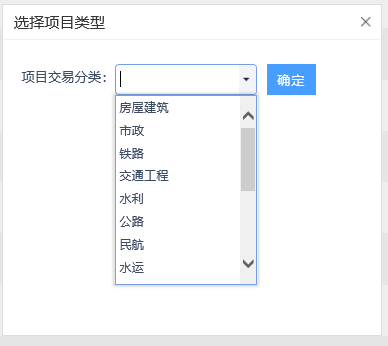 选择项目类型
项目交易分类： 确定
房屋建筑
市政
铁路
交通工程
水利
公路
民航
水运